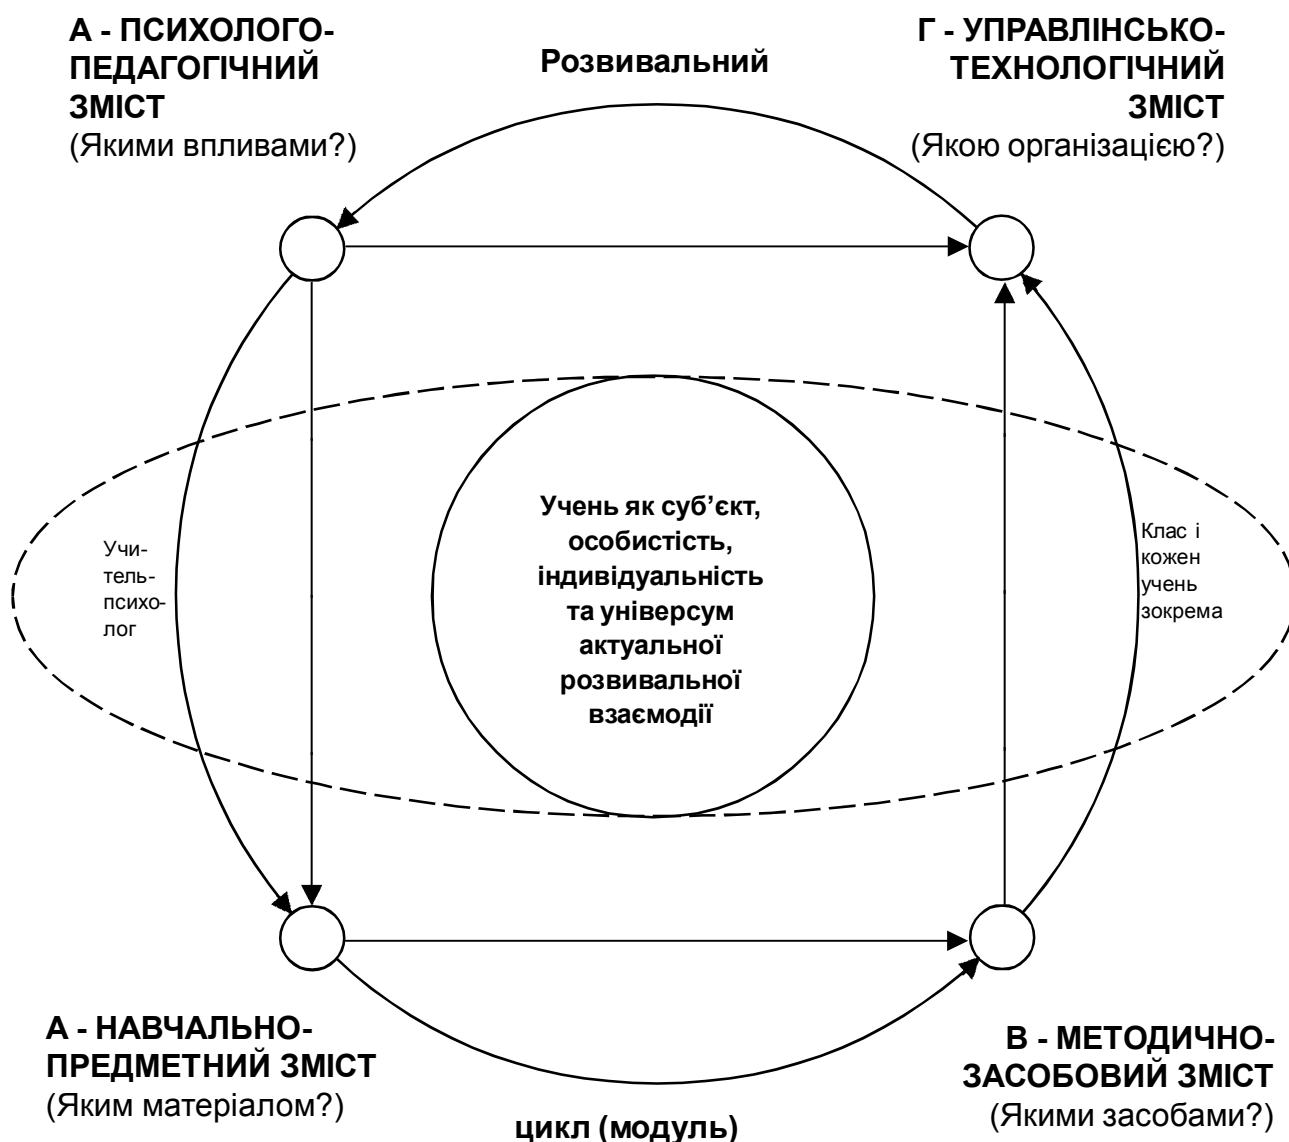 А - ПСИХОЛОГО-
ПЕДАГОГІЧНИЙ
ЗМІСТ
(Якими впливами?)
Розвивальний
Г - УПРАВЛІНСЬКО-
ТЕХНОЛОГІЧНИЙ
ЗМІСТ
(Якою організацією?)
Учи-
тель-
психо-
лог
Учень як суб’єкт,
особистість,
індивідуальність
та універсум
актуальної
розвивальної
взаємодії
Клас і
кожен
учень
зокрема
А - НАВЧАЛЬНО-
ПРЕДМЕТНИЙ ЗМІСТ
(Яким матеріалом?)
цикл (модуль)
В - МЕТОДИЧНО-
ЗАСОБОВИЙ ЗМІСТ
(Якими засобами?)